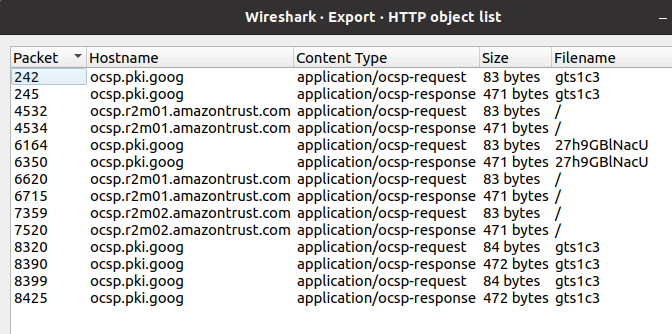 Wireshark · Export · HTTP object list
Packet Hostname Content Type Size Filename
242 ocsp.pki.goog application/ocsp-request 83 bytes gts1c3
245 ocsp.pki.goog application/ocsp-response 471 bytes gts1c3
4532 ocsp.r2m01.amazontrust.com application/ocsp-request 83 bytes /
4534 ocsp.r2m01.amazontrust.com application/ocsp-response 471 bytes /
6164 ocsp.pki.goog application/ocsp-request 83 bytes 27h9GBlNacU
6350 ocsp.pki.goog application/ocsp-response 471 bytes 27h9GBlNacU
6620 ocsp.r2m01.amazontrust.com application/ocsp-request 83 bytes /
6715 ocsp.r2m01.amazontrust.com application/ocsp-response 471 bytes /
7359 ocsp.r2m02.amazontrust.com application/ocsp-request 83 bytes /
7520 ocsp.r2m02.amazontrust.com application/ocsp-response 471 bytes /
8320 ocsp.pki.goog application/ocsp-request 84 bytes gts1c3
8390 ocsp.pki.goog application/ocsp-response 472 bytes gts1c3
8399 ocsp.pki.goog application/ocsp-request 84 bytes gts1c3
8425 ocsp.pki.goog application/ocsp-response 472 bytes gts1c3